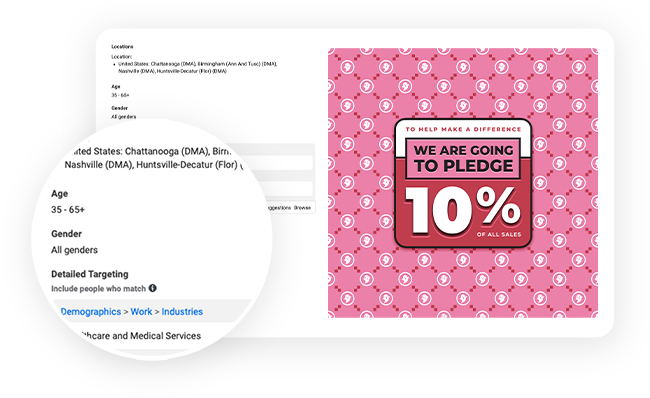 Locations
Location:
United States: Chattanooga (DMA), Birmingham (Ann And Tusc) (DMA),
Nashville (DMA), Huntsville-Decatur (Flor) (DMA)
Age
35 - 65+
Gender
All genders
United States: Chattanooga (DMA), Birm
Nashville (DMA), Huntsville-Decatur (Flor) (
Age
35 - 65+
Gender
All genders
Detailed Targeting
Include people who match
Demographics > Work > Industries
thcare and Medical Services
uggestions Browse
TO HELP MAKE A DIFFERENCE
WE ARE GOING
TO PLEDGE
10%
OF ALL SALES